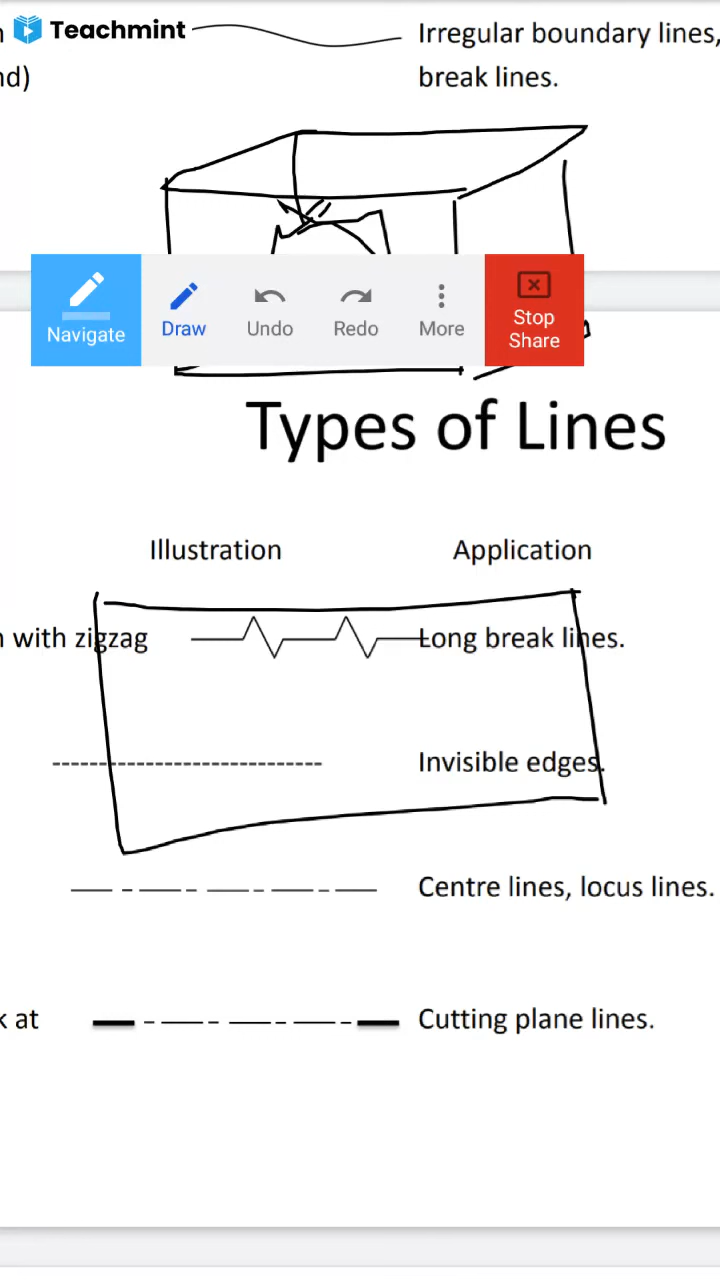 Teachmint
Irregular boundary lines,
nd)
break lines.
Navigate
Draw
Undo
Redo
More
Stop
Share
Types of Lines
Illustration
Application
with zigzag
Long break lines.
Invisible edges.
Centre lines, locus lines.
k at
Cutting plane lines.